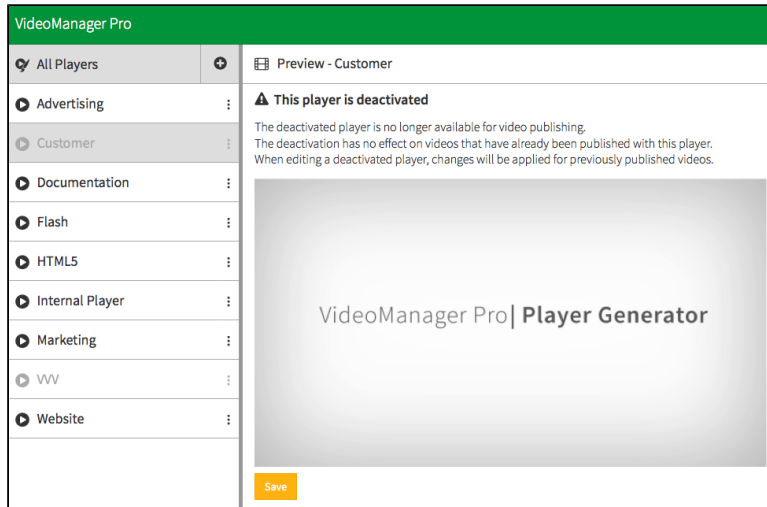 VideoManager Pro
All Players
Preview - Customer
Advertising
Customer
Documentation
Flash
HTML5
Internal Player
Marketing
VVV
Website
This player is deactivated
The deactivated player is no longer available for video publishing.
The deactivation has no effect on videos that have already been published with this player.
When editing a deactivated player, changes will be applied for previously published videos.
VideoManager Pro| Player Generator
Save